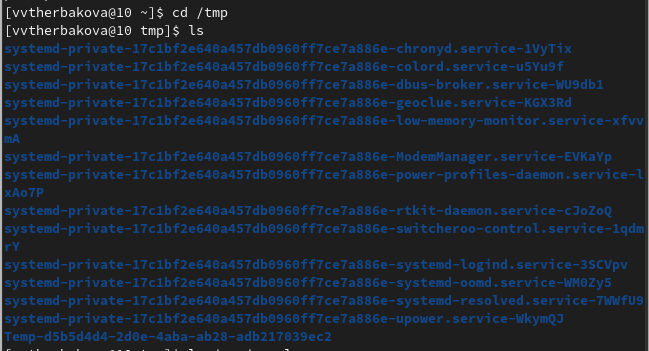 [vvtherbakova@10 ~]$ cd /tmp
[vvtherbakova@10 tmp]$ ls
systemd-private-17c1bf2e640a457db0960ff7ce7a886e-chronyd.service-1VyTix
systemd-private-17c1bf2e640a457db0960ff7ce7a886e-colord.service-u5Yu9f
systemd-private-17c1bf2e640a457db0960ff7ce7a886e-dbus-broker.service-WU9db1
systemd-private-17c1bf2e640a457db0960ff7ce7a886e-geoclue.service-KGX3Rd
systemd-private-17c1bf2e640a457db0960ff7ce7a886e-low-memory-monitor.service-xfvv
mA
systemd-private-17c1bf2e640a457db0960ff7ce7a886e-ModemManager.service-EVKaYp
systemd-private-17c1bf2e640a457db0960ff7ce7a886e-power-profiles-daemon.service-l
xAo7P
systemd-private-17c1bf2e640a457db0960ff7ce7a886e-rtkit-daemon.service-cJoZoQ
systemd-private-17c1bf2e640a457db0960ff7ce7a886e-switcheroo-control.service-1qdm
rY
systemd-private-17c1bf2e640a457db0960ff7ce7a886e-systemd-logind.service-3SCVpv
systemd-private-17c1bf2e640a457db0960ff7ce7a886e-systemd-oomd.service-WM0Zy5
systemd-private-17c1bf2e640a457db0960ff7ce7a886e-systemd-resolved.service-7WWfU9
systemd-private-17c1bf2e640a457db0960ff7ce7a886e-upower.service-WkymQJ
Temp-d5b5d4d4-2d0e-4aba-ab28-adb217039ec2